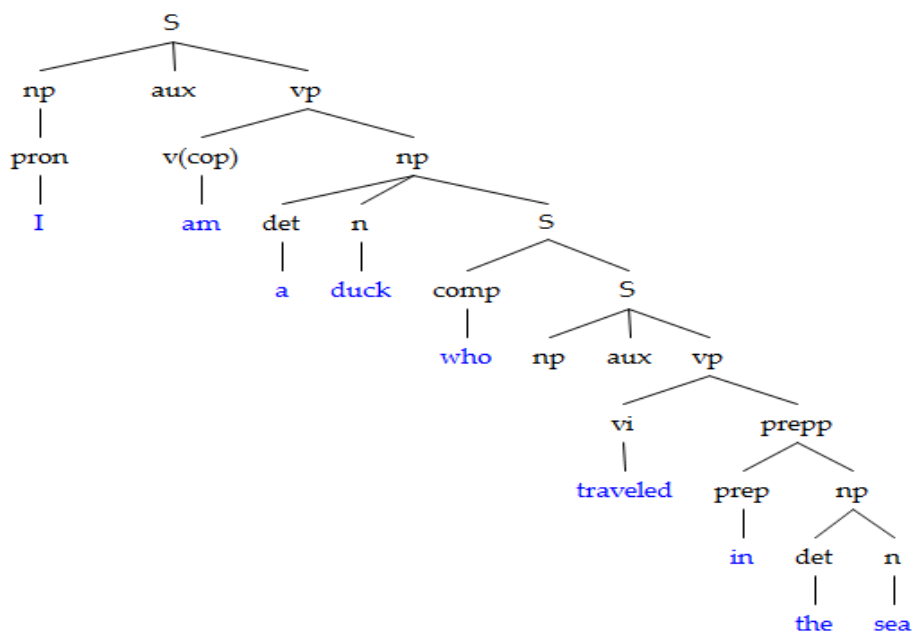 S
np aux vp
pron v(cop) np
I am det n S
a duck comp S
who np aux vp
vi prepp
traveled prep np
in det n
the sea